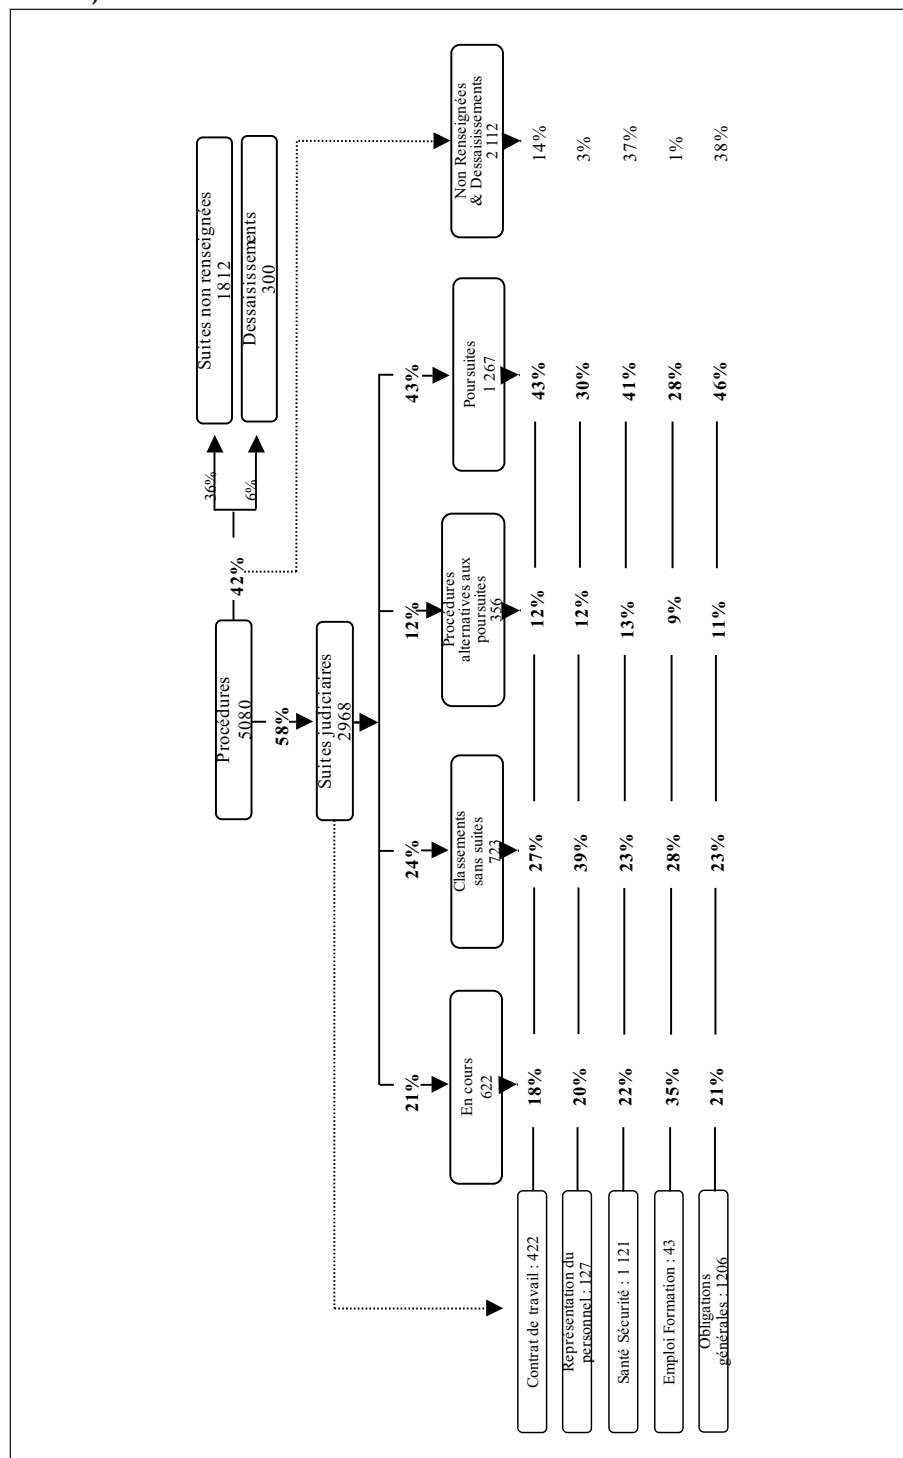 Procédures
5080
42%
36%
6%
Suites non renseignées
1812
Dessaisissements
300
58%
Suites judiciaires
2968
21%
24%
12%
43%
En cours
622
Classements
sans suites
723
Procédures
alternatives aux
poursuites
356
Poursuites
1 267
Non Renseignées
& Dessaisissements
2 112
Contrat de travail : 422
18%
27%
12%
43%
14%
Représentation du
personnel : 127
20%
39%
12%
30%
3%
Santé Sécurité : 1 121
22%
23%
13%
41%
37%
Emploi Formation : 43
35%
28%
9%
28%
1%
Obligations
générales : 1206
21%
23%
11%
46%
38%